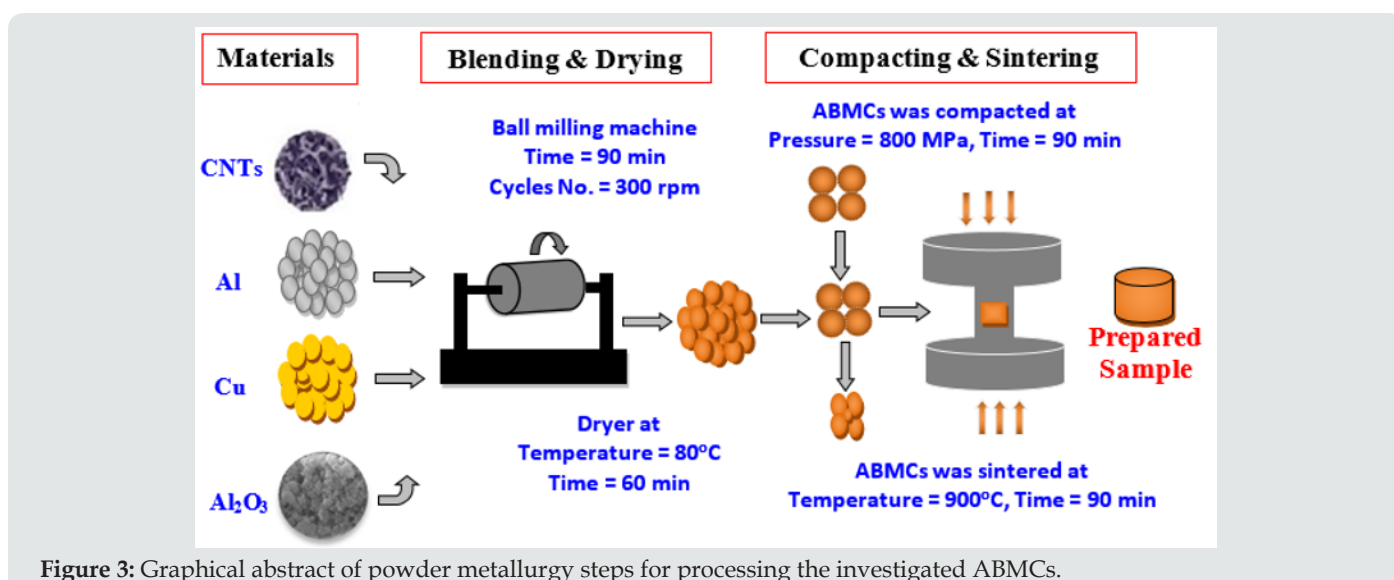 Materials
CNTs
Al
Cu
Al₂O₃
Blending & Drying
Ball milling machine
Time = 90 min
Cycles No. = 300 rpm
Dryer at
Temperature = 80°C
Time = 60 min
Compacting & Sintering
ABMCs was compacted at
Pressure = 800 MPa, Time = 90 min
ABMCs was sintered at
Temperature = 900°C, Time = 90 min
Prepared
Sample
Figure 3: Graphical abstract of powder metallurgy steps for processing the investigated ABMCs.